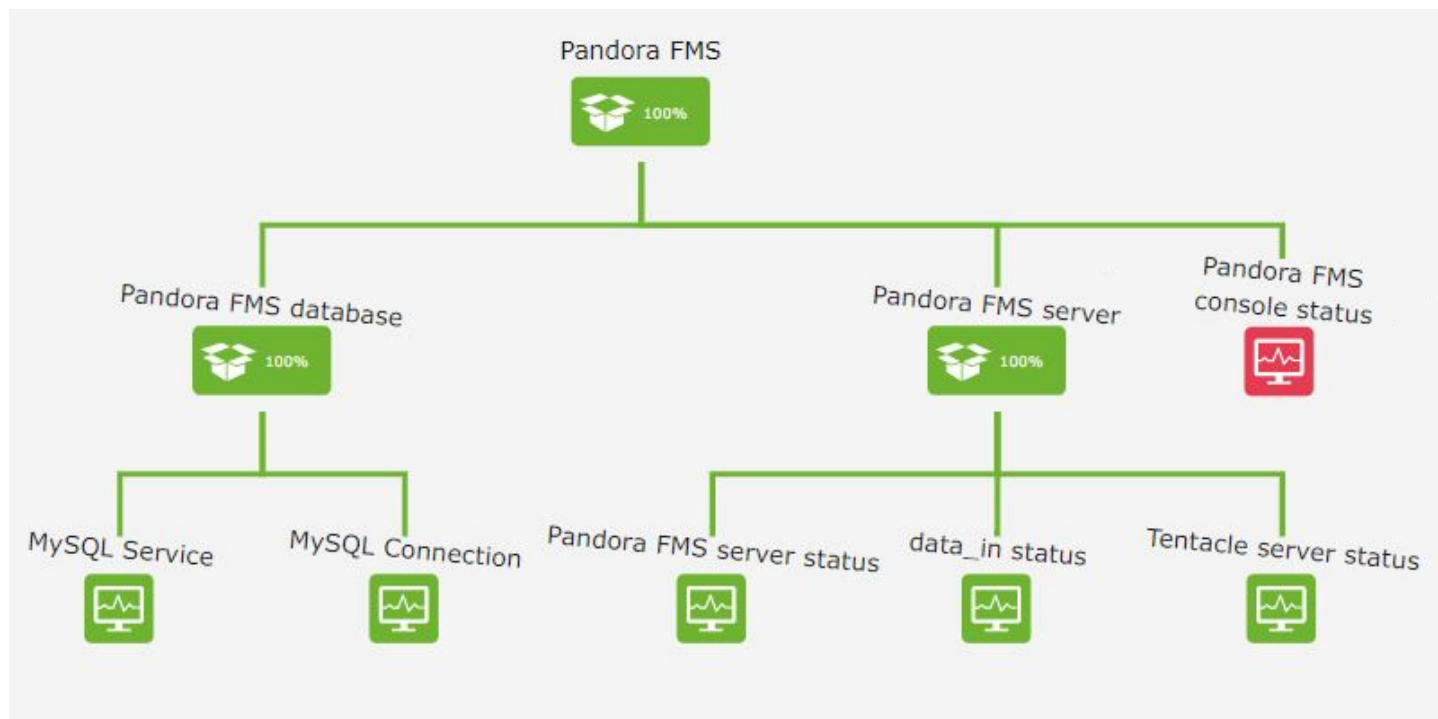 Pandora FMS
100%
Pandora FMS database
100%
Pandora FMS server
100%
Pandora FMS
console status
MySQL Service
MySQL Connection
Pandora FMS server status
data_in status
Tentacle server status